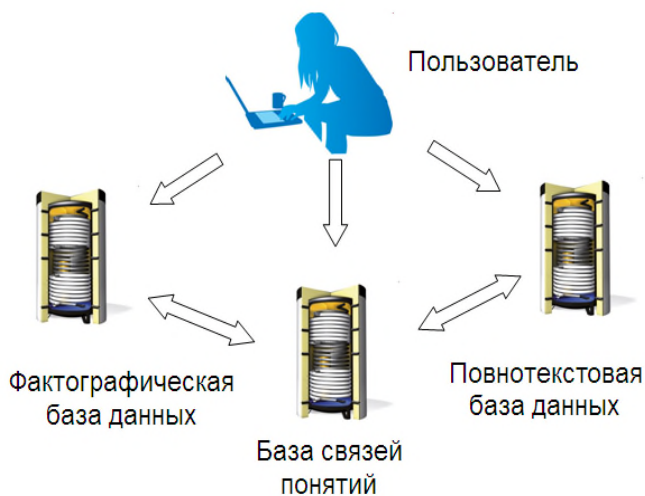 Пользователь
Фактографическая
база данных
База связей
понятий
Повнотекстовая
база данных